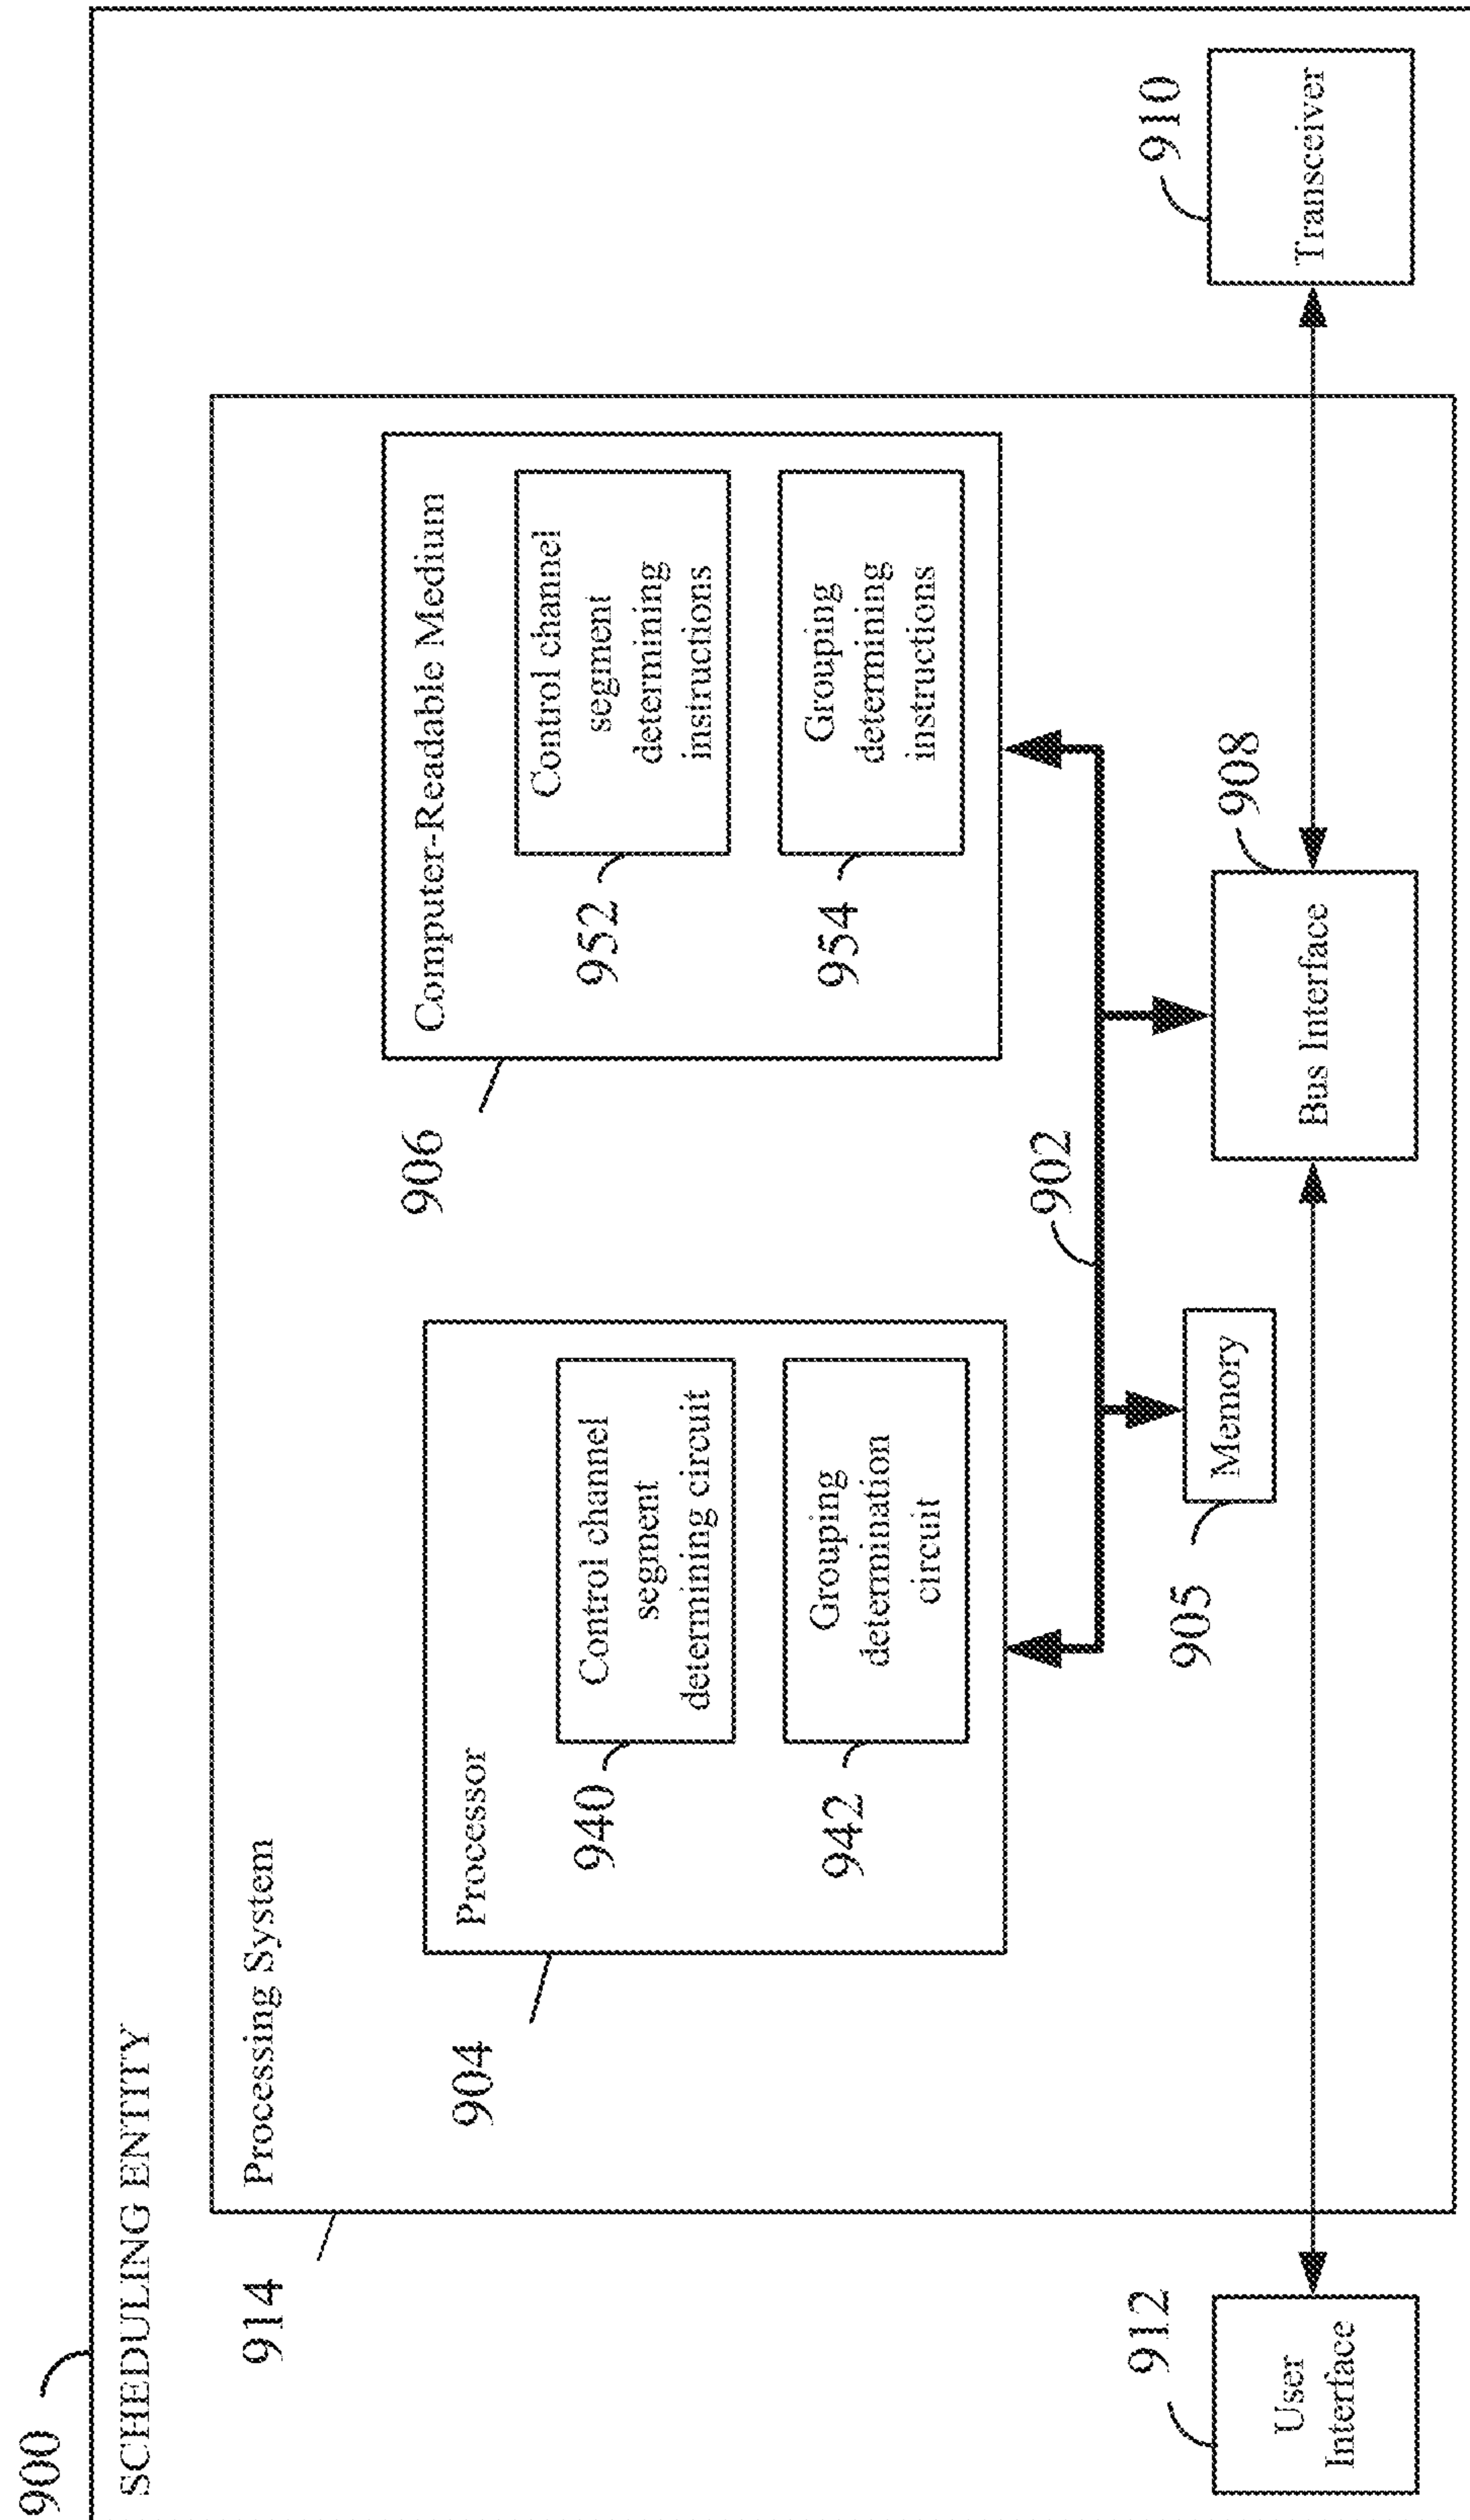 900
SCHEDULING ENTITY
914
Processing System
904
Processor
940
Control channel
segment
determining circuit
942
Grouping
determination
circuit
906
Computer-Readable Medium
952
Control channel
segment
determining
instructions
954
Grouping
determining
instructions
902
905
Memory
908
Bus Interface
912
User
Interface
910
Transceiver